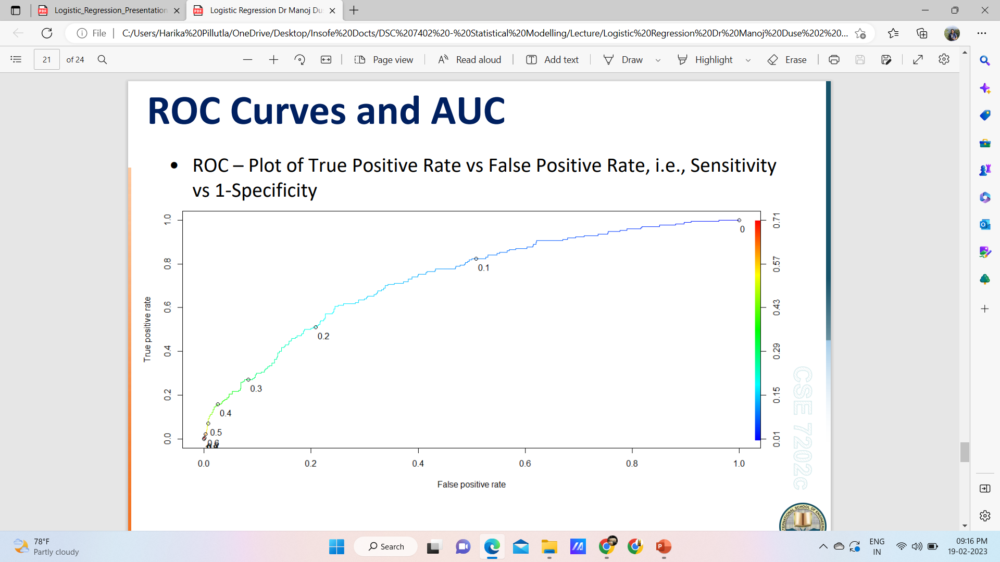 Logistic_Regression_Presentation
Logistic Regression Dr Manoj Du
File
C:/Users/Harika%20Pillutla/OneDrive/Desktop/Insofe%20Docts/DSC%207402%20-%20Statistical%20Modelling/Lecture/Logistic%20Regression%20Dr%20Manoj%20Duse%202%20...
21 of 24
Page view
Read aloud
Add text
Draw
Highlight
Erase
ROC Curves and AUC
• ROC – Plot of True Positive Rate vs False Positive Rate, i.e., Sensitivity
vs 1-Specificity
True positive rate
1.0
0.8
0.6
0.4
0.2
0.0
0
0.1
0.2
0.3
0.4
0.5
0.6
0.71
0.57
0.43
0.29
0.15
0.01
0.0 0.2 0.4 0.6 0.8 1.0
False positive rate
CSE 7202c
INTERNATIONAL SCHOOL OF ENGINEERING
78°F
Partly cloudy
Search
ENG
IN
09:16 PM
19-02-2023